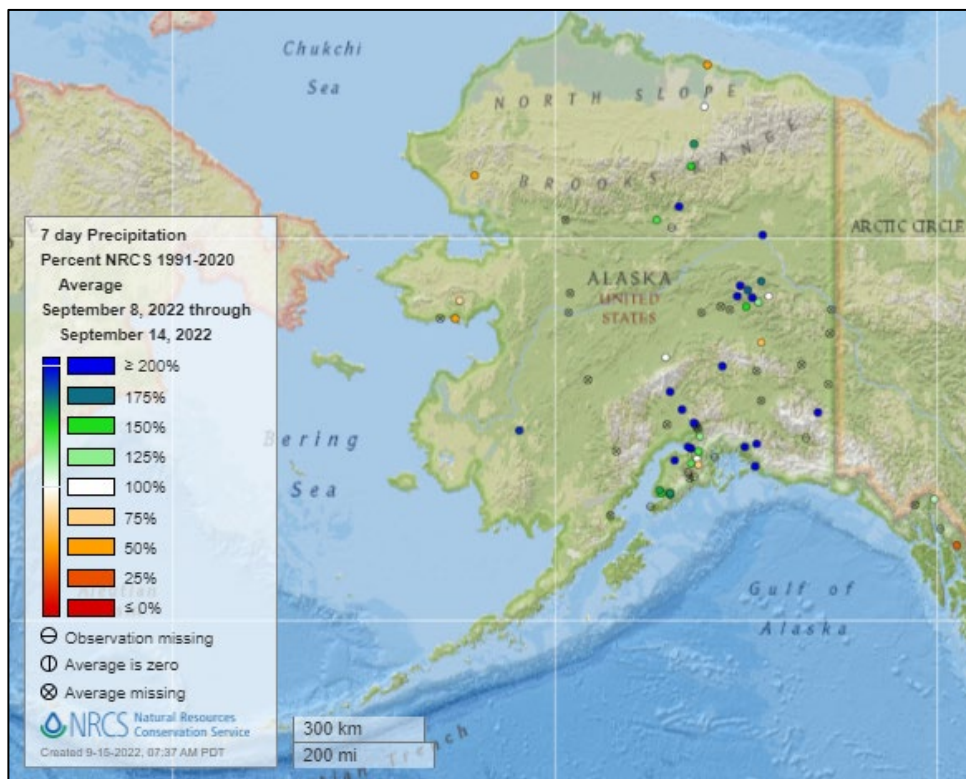 Chukchi
Sea
NORTH SLOPE
BROOKS RANGE
ARCTIC CIRCLE
ALASKA
UNITED
STATES
Bering
Sea
Gulf of
Alaska
7 day Precipitation
Percent NRCS 1991-2020
Average
September 8, 2022 through
September 14, 2022
≥ 200%
175%
150%
125%
100%
75%
50%
25%
≤ 0%
Aleutian
Observation missing
Average is zero
Average missing
NRCS Natural Resources
Conservation Service
Created 9-15-2022, 07:37 AM PDT
300 km
200 mi
Trench